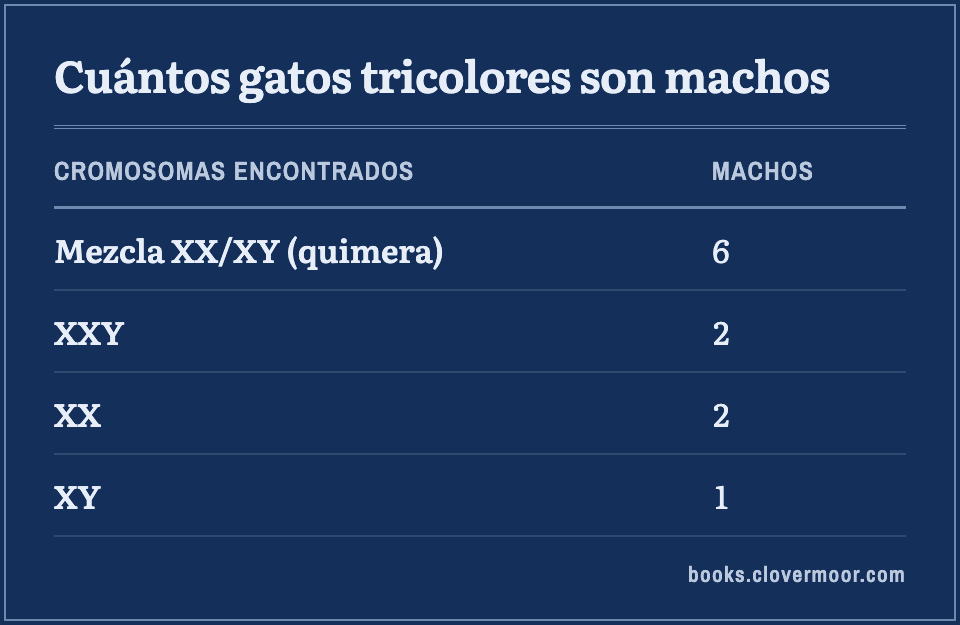 Cuántos gatos tricolores son machos
CROMOSOMAS ENCONTRADOS MACHOS
Mezcla XX/XY (quimera) 6
XXY 2
XX 2
XY 1
books.clovermoor.com